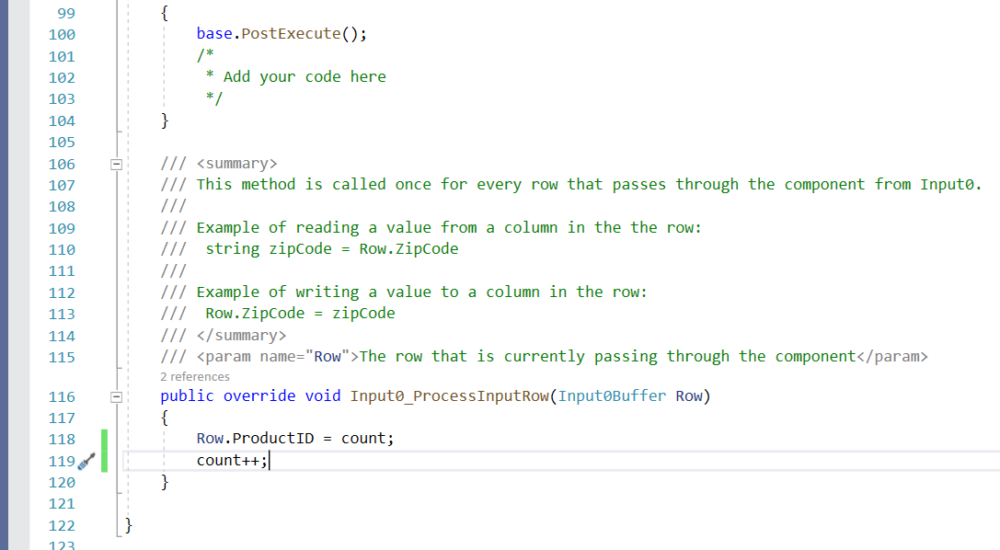 99 {
100 base.PostExecute();
101 /*
102 * Add your code here
103 */
104 }
105
106 /// <summary>
107 /// This method is called once for every row that passes through the component from Input0.
108 ///
109 /// Example of reading a value from a column in the the row:
110 /// string zipCode = Row.ZipCode
111 ///
112 /// Example of writing a value to a column in the row:
113 /// Row.ZipCode = zipCode
114 /// </summary>
115 /// <param name="Row">The row that is currently passing through the component</param>
2 references
116 public override void Input0_ProcessInputRow(Input0Buffer Row)
117 {
118 Row.ProductID = count;
119 count++;
120 }
121
122 }
123